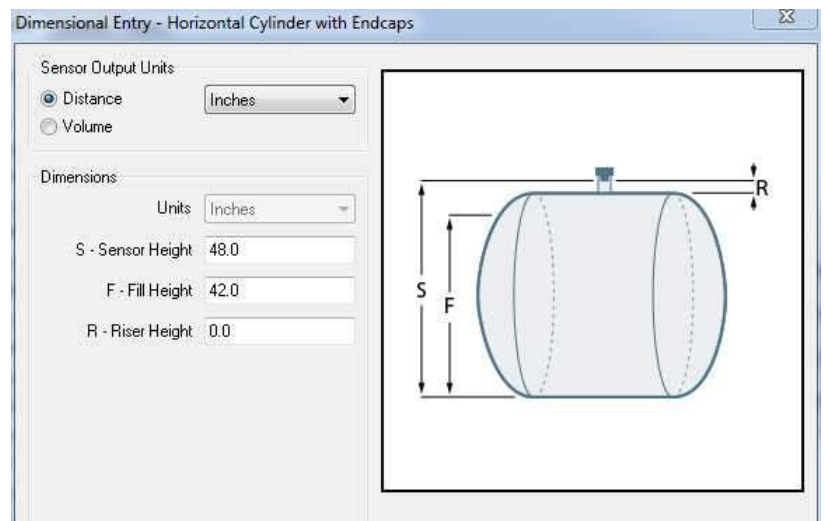 Dimensional Entry - Horizontal Cylinder with Endcaps
Sensor Output Units
Distance Inches
Volume
Dimensions
Units Inches
S - Sensor Height 48.0
F - Fill Height 42.0
R - Riser Height 0.0
R
S
F